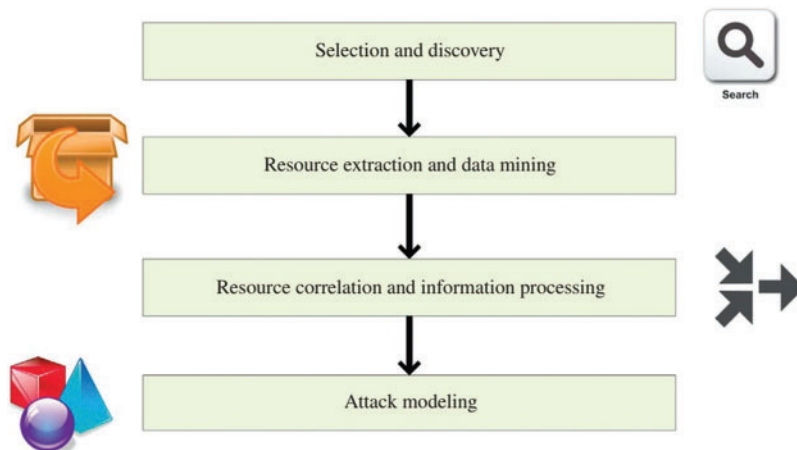 Selection and discovery
Search
Resource extraction and data mining
Resource correlation and information processing
Attack modeling